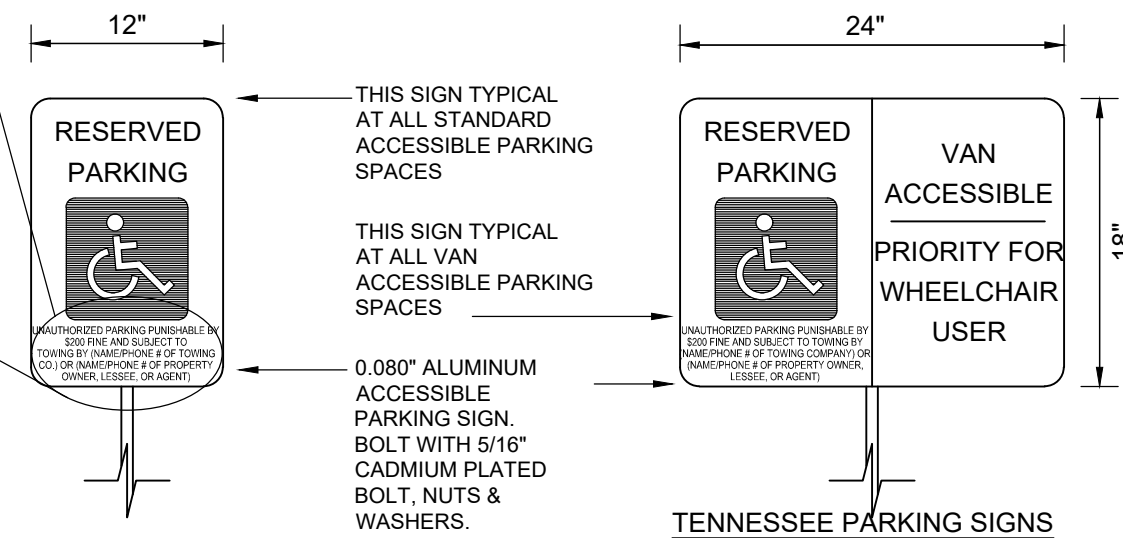 12"
RESERVED
PARKING
UNAUTHORIZED PARKING PUNISHABLE BY
$200 FINE AND SUBJECT TO
TOWING BY (NAME/PHONE # OF TOWING
CO.) OR (NAME/PHONE # OF PROPERTY
OWNER, LESSEE, OR AGENT)
THIS SIGN TYPICAL
AT ALL STANDARD
ACCESSIBLE PARKING
SPACES
THIS SIGN TYPICAL
AT ALL VAN
ACCESSIBLE PARKING
SPACES
0.080" ALUMINUM
ACCESSIBLE
PARKING SIGN.
BOLT WITH 5/16"
CADMIUM PLATED
BOLT, NUTS &
WASHERS.
24"
RESERVED
PARKING
UNAUTHORIZED PARKING PUNISHABLE BY
$200 FINE AND SUBJECT TO TOWING BY
(NAME/PHONE # OF TOWING COMPANY) OR
(NAME/PHONE # OF PROPERTY OWNER,
LESSEE, OR AGENT)
VAN
ACCESSIBLE
PRIORITY FOR
WHEELCHAIR
USER
18"
TENNESSEE PARKING SIGNS